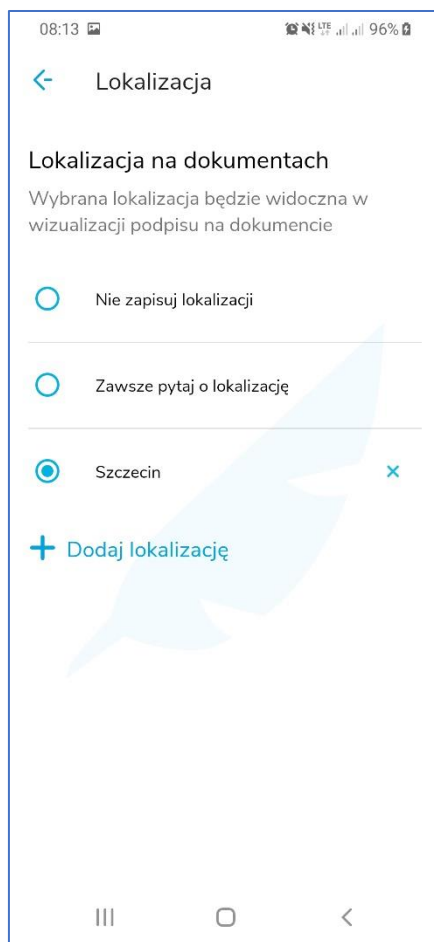 08:13 LTE 96%
Lokalizacja
Lokalizacja na dokumentach
Wybrana lokalizacja będzie widoczna w
wizualizacji podpisu na dokumencie
Nie zapisuj lokalizacji
Zawsze pytaj o lokalizację
Szczecin
Dodaj lokalizację